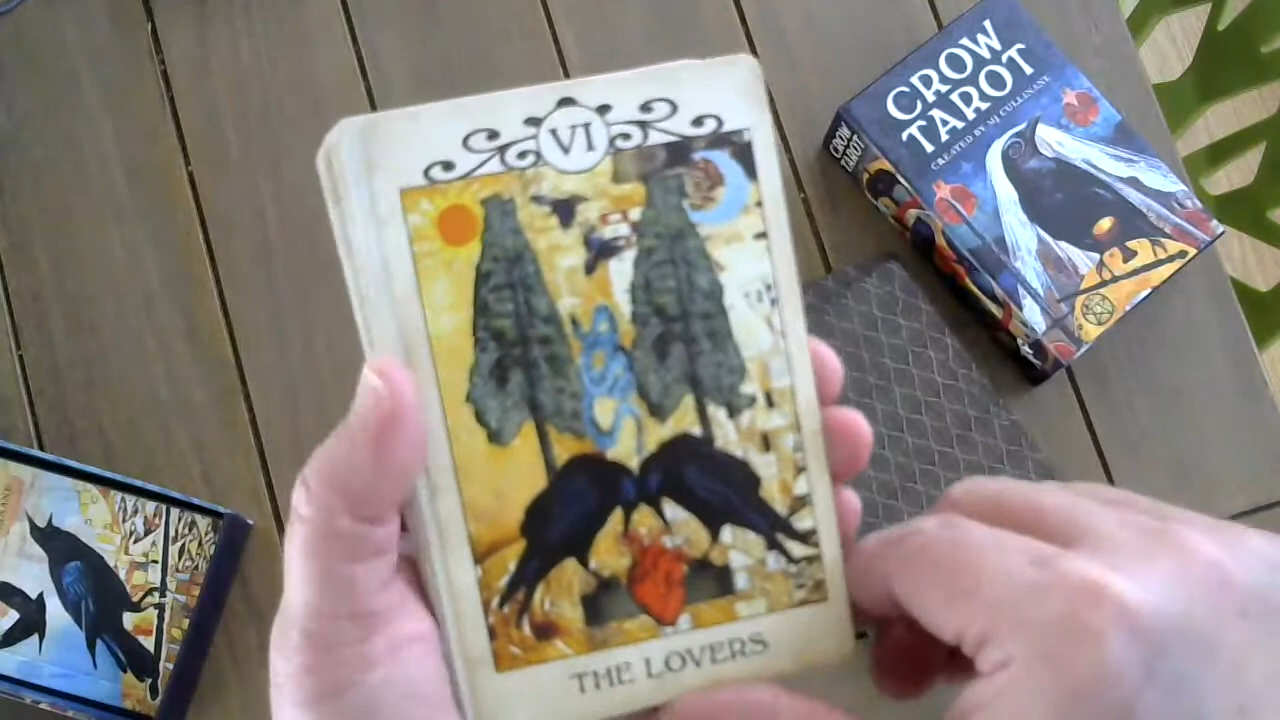 VI
THE LOVERS
CROW
TAROT
CREATED BY MJ CULLINANE
CROW
TAROT